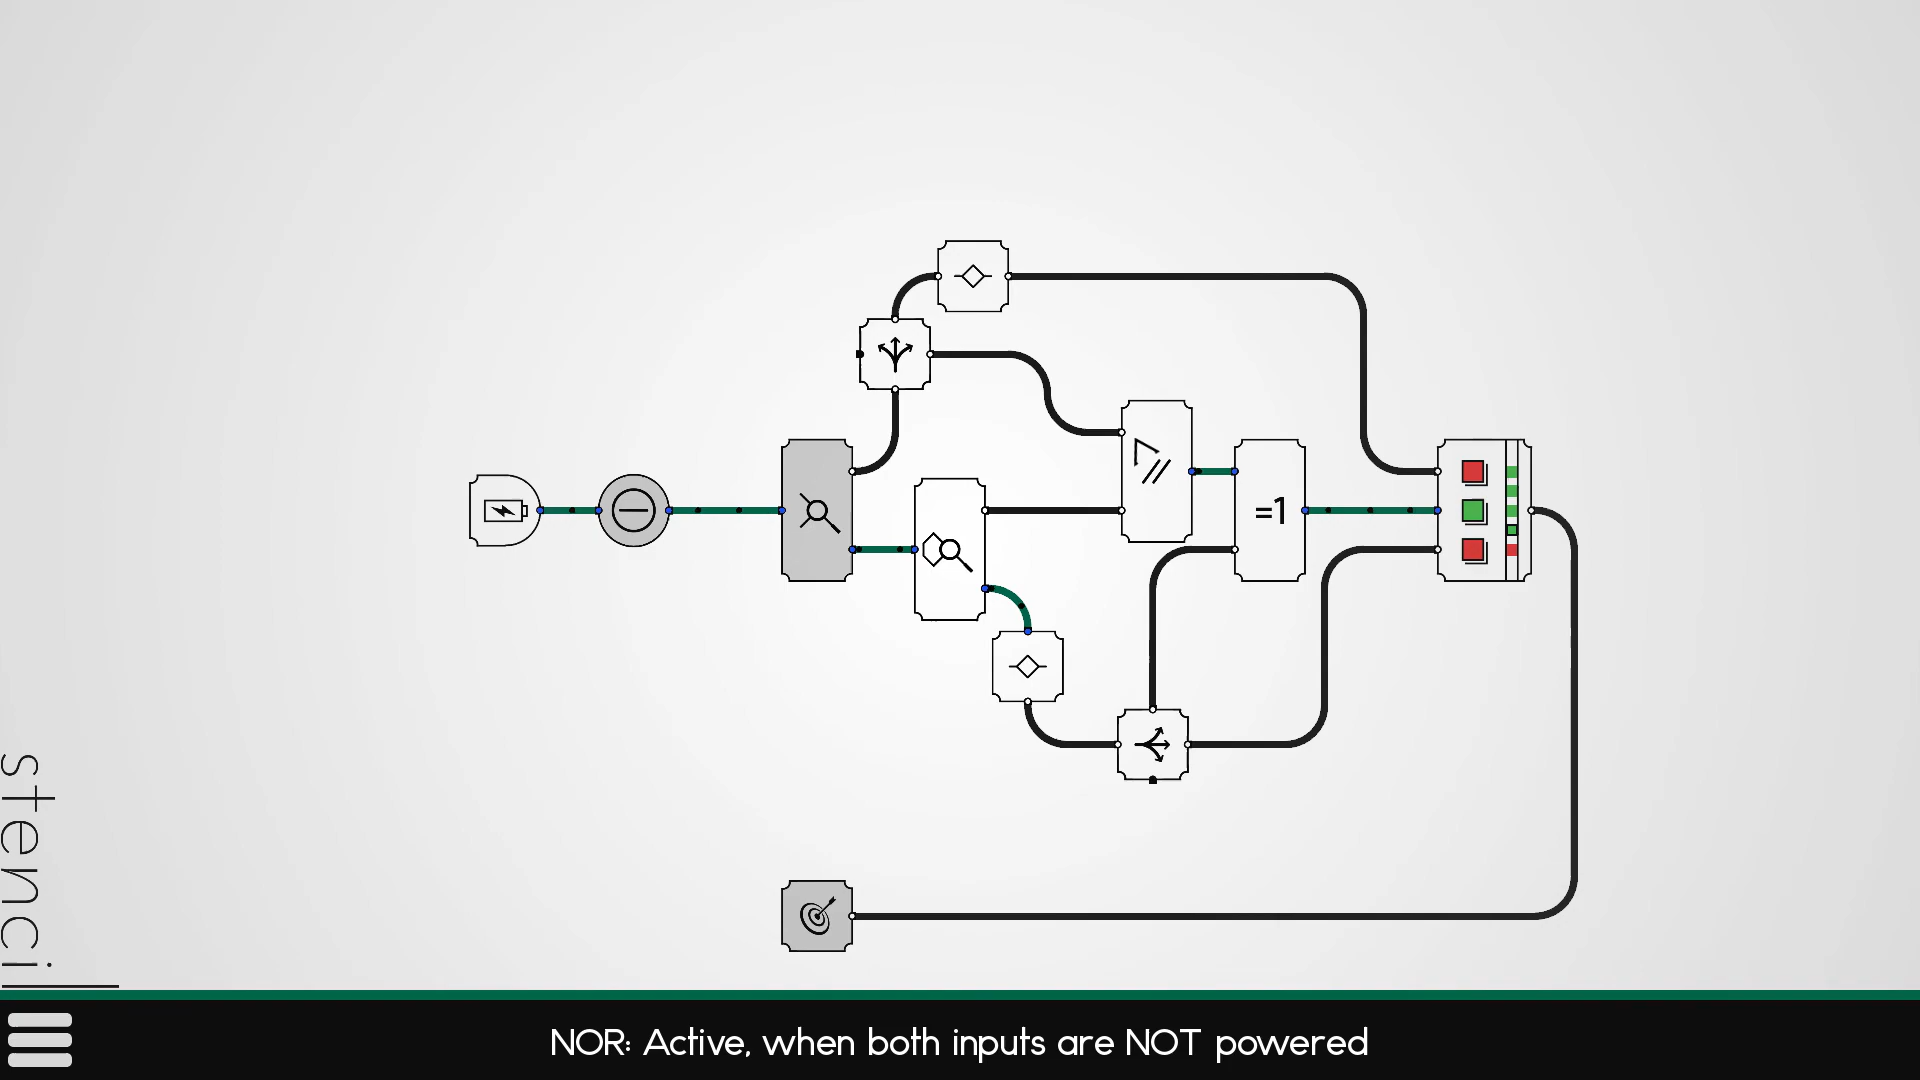 =1
stencil
NOR: Active, when both inputs are NOT powered